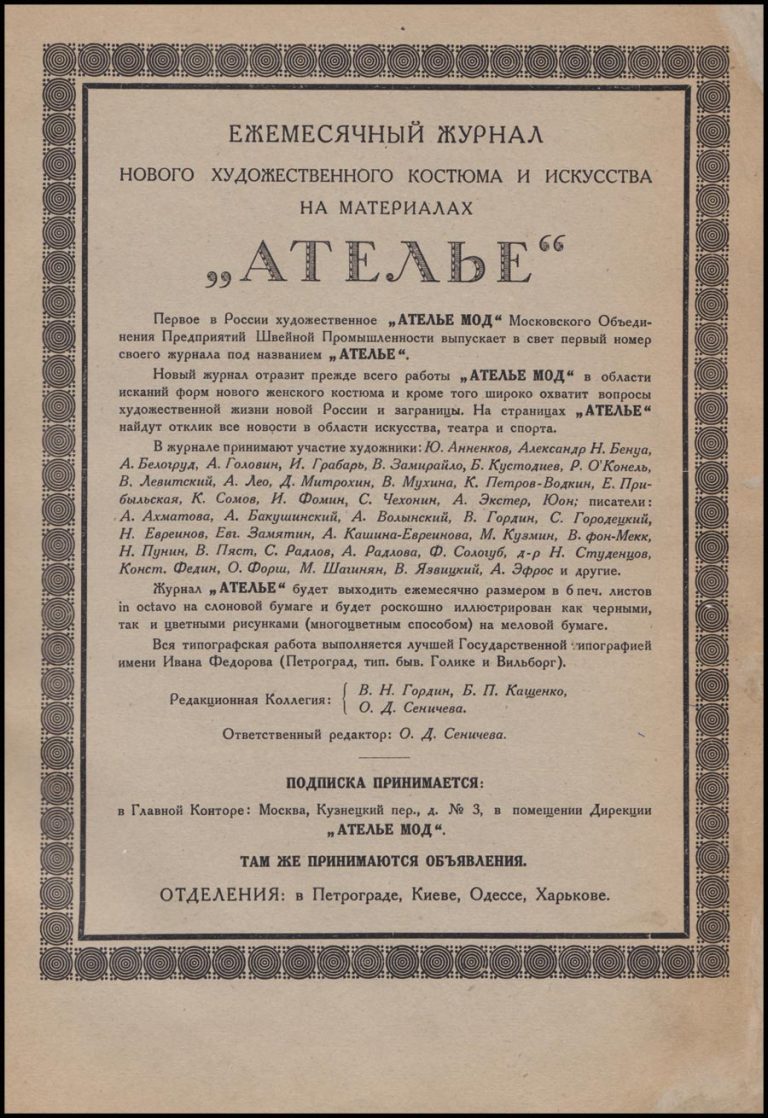 ЕЖЕМЕСЯЧНЫЙ ЖУРНАЛ
НОВОГО ХУДОЖЕСТВЕННОГО КОСТЮМА И ИСКУССТВА
НА МАТЕРИАЛАХ
„АТЕЛЬЕ“
Первое в России художественное „АТЕЛЬЕ МОД“ Московского Объеди-
нения Предприятий Швейной Промышленности выпускает в свет первый номер
своего журнала под названием „АТЕЛЬЕ“.
Новый журнал отразит прежде всего работы „АТЕЛЬЕ МОД“ в области
исканий форм нового женского костюма и кроме того широко охватит вопросы
художественной жизни новой России и заграницы. На страницах „АТЕЛЬЕ“
найдут отклик все новости в области искусства, театра и спорта.
В журнале принимают участие художники: Ю. Анненков, Александр Н. Бенуа,
А. Белогруд, А. Головин, И. Грабарь, В. Замирайло, Б. Кустодиев, Р. О'Конель,
В. Левитский, А. Лео, Д. Митрохин, В. Мухина, К. Петров-Водкин, Е. При-
быльская, К. Сомов, И. Фомин, С. Чехонин, А. Экстер, Юон; писатели:
А. Ахматова, А. Бакушинский, А. Волынский, В. Гордин, С. Городецкий,
Н. Евреинов, Евг. Замятин, А. Кашина-Евреинова, М. Кузмин, В. фон-Мекк,
Н. Пунин, В. Пяст, С. Радлов, А. Радлова, Ф. Сологуб, д-р Н. Студенцов,
Конст. Федин, О. Форш, М. Шагинян, В. Язвицкий, А. Эфрос и другие.
Журнал „АТЕЛЬЕ“ будет выходить ежемесячно размером в 6 печ. листов
in octavo на слоновой бумаге и будет роскошно иллюстрирован как черными,
так и цветными рисунками (многоцветным способом) на меловой бумаге.
Вся типографская работа выполняется лучшей Государственной типографией
имени Ивана Федорова (Петроград, тип. быв. Голике и Вильборг).
Редакционная Коллегия: { В. Н. Гордин, Б. П. Кащенко,
О. Д. Сеничева.
Ответственный редактор: О. Д. Сеничева.
ПОДПИСКА ПРИНИМАЕТСЯ:
в Главной Конторе: Москва, Кузнецкий пер., д. № 3, в помещении Дирекции
„АТЕЛЬЕ МОД“.
ТАМ ЖЕ ПРИНИМАЮТСЯ ОБЪЯВЛЕНИЯ.
ОТДЕЛЕНИЯ: в Петрограде, Киеве, Одессе, Харькове.